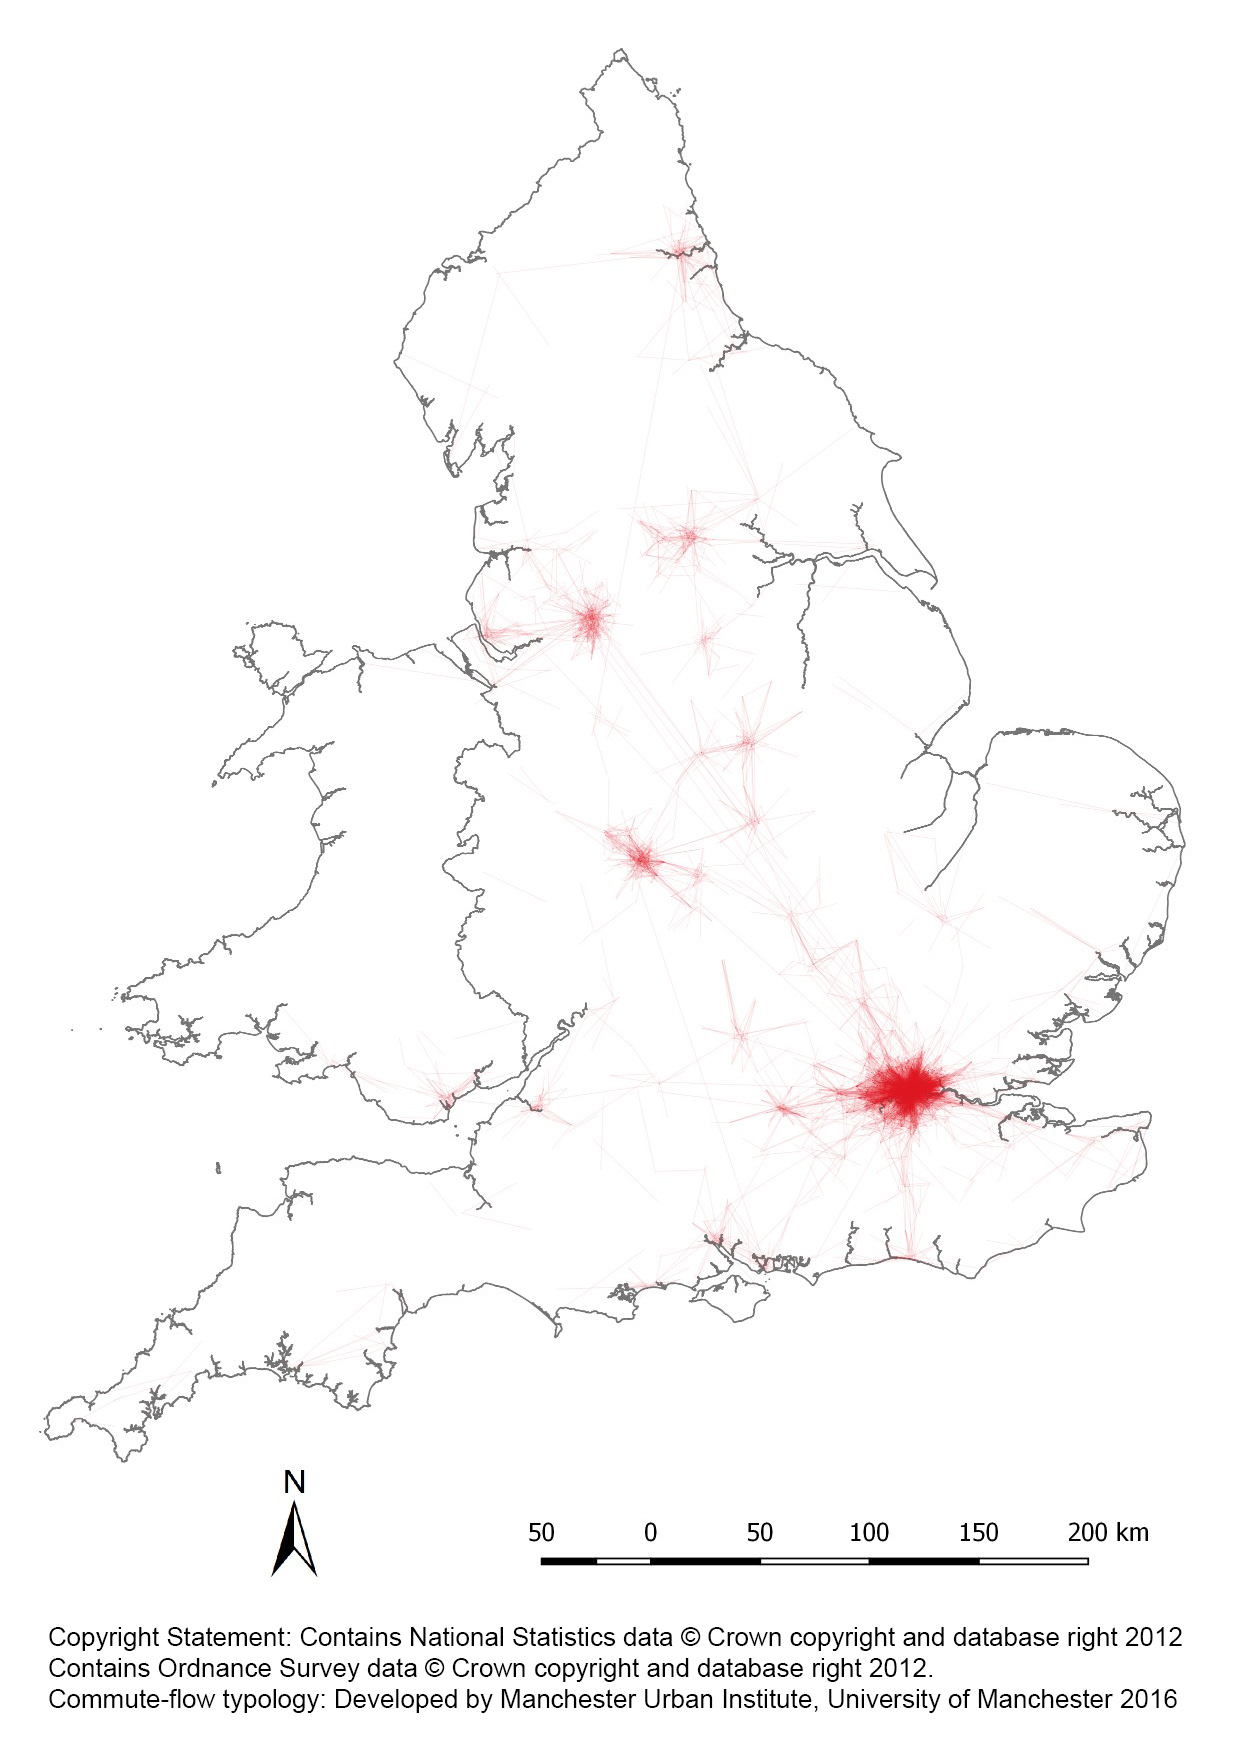 N
50 0 50 100 150 200 km
Copyright Statement: Contains National Statistics data © Crown copyright and database right 2012
Contains Ordnance Survey data © Crown copyright and database right 2012.
Commute-flow typology: Developed by Manchester Urban Institute, University of Manchester 2016